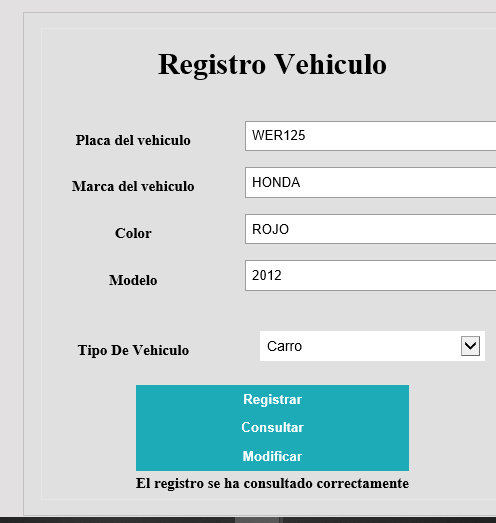 Registro Vehiculo
Placa del vehiculo WER125
Marca del vehiculo HONDA
Color ROJO
Modelo 2012
Tipo De Vehiculo Carro
Registrar
Consultar
Modificar
El registro se ha consultado correctamente